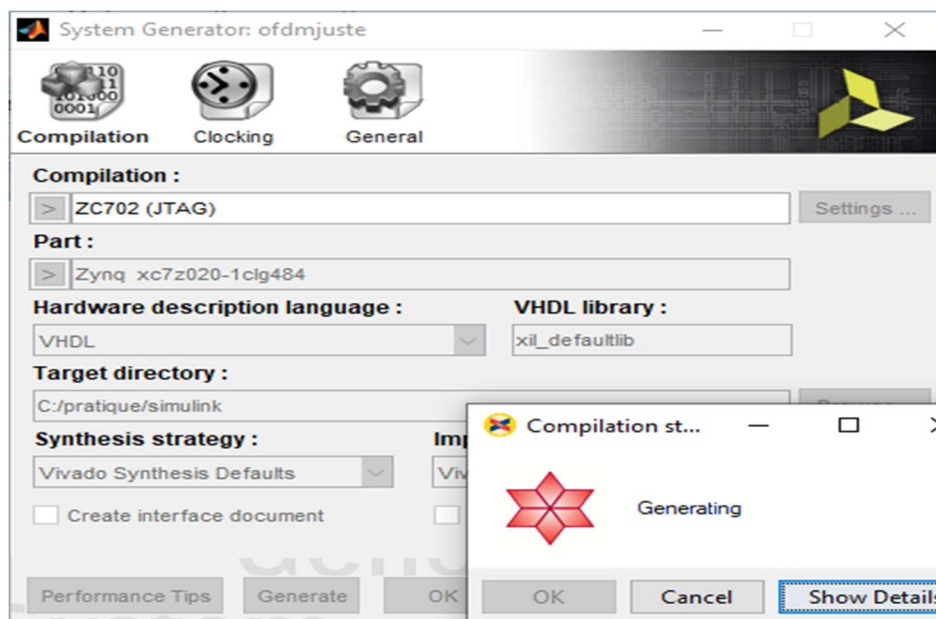 System Generator: ofdmjuste
Compilation Clocking General
Compilation :
> ZC702 (JTAG) Settings ...
Part :
> Zynq xc7z020-1clg484
Hardware description language : VHDL library :
VHDL xil_defaultlib
Target directory :
C:/pratique/simulink
Compilation st...
Synthesis strategy :
Vivado Synthesis Defaults
Generating
Create interface document
Performance Tips Generate OK
OK Cancel Show Details